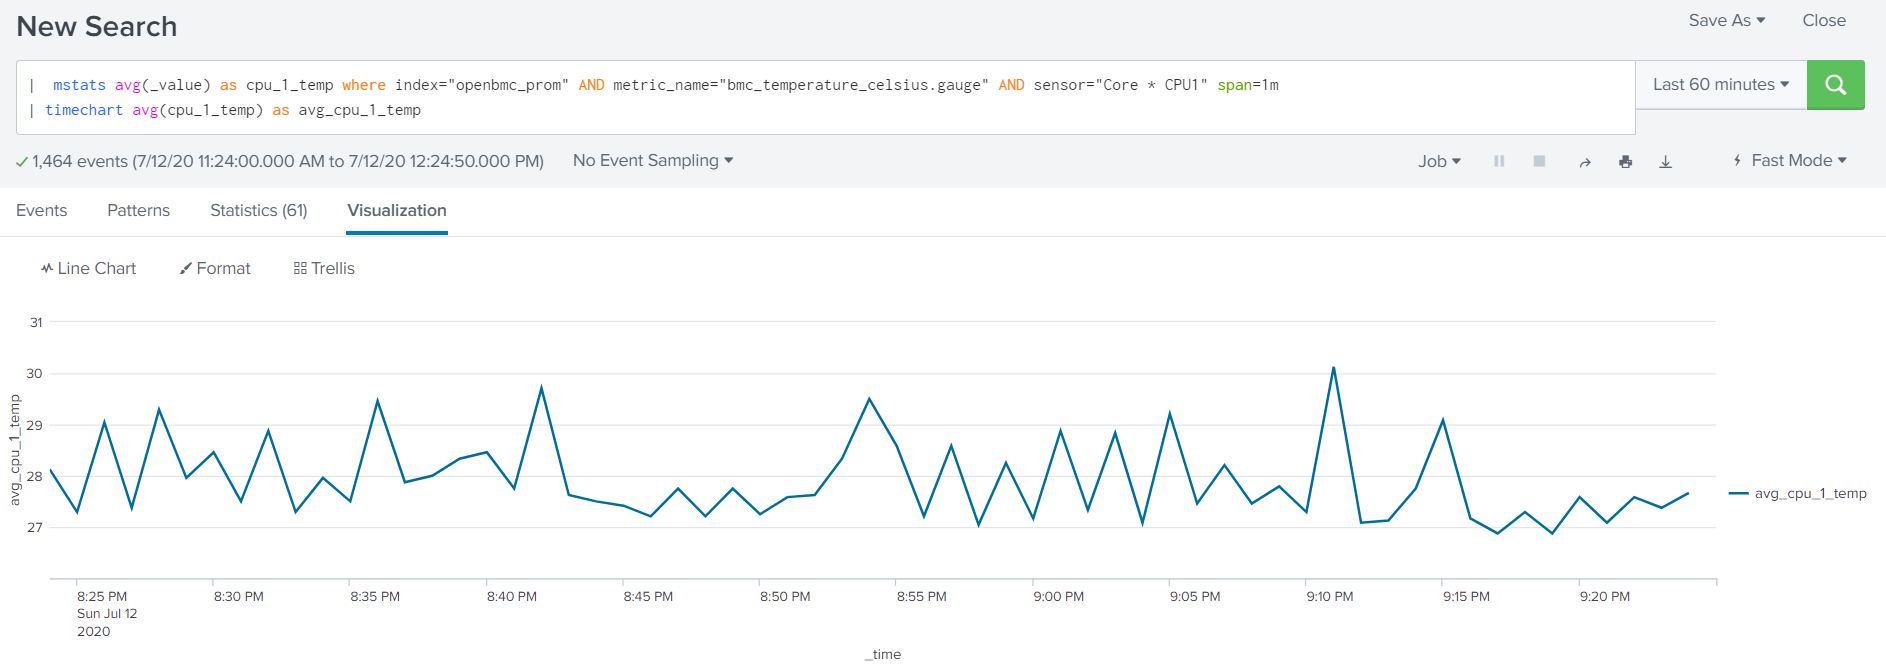 New Search
Save As
Close
| mstats avg(_value) as cpu_1_temp where index="openbmc_prom" AND metric_name="bmc_temperature_celsius.gauge" AND sensor="Core * CPU1" span=1m
| timechart avg(cpu_1_temp) as avg_cpu_1_temp
Last 60 minutes
1,464 events (7/12/20 11:24:00.000 AM to 7/12/20 12:24:50.000 PM)
No Event Sampling
Job
Fast Mode
Events
Patterns
Statistics (61)
Visualization
Line Chart
Format
Trellis
31
30
29
28
27
avg_cpu_1_temp
avg_cpu_1_temp
8:25 PM
Sun Jul 12
2020
8:30 PM
8:35 PM
8:40 PM
8:45 PM
8:50 PM
8:55 PM
9:00 PM
9:05 PM
9:10 PM
9:15 PM
9:20 PM
_time